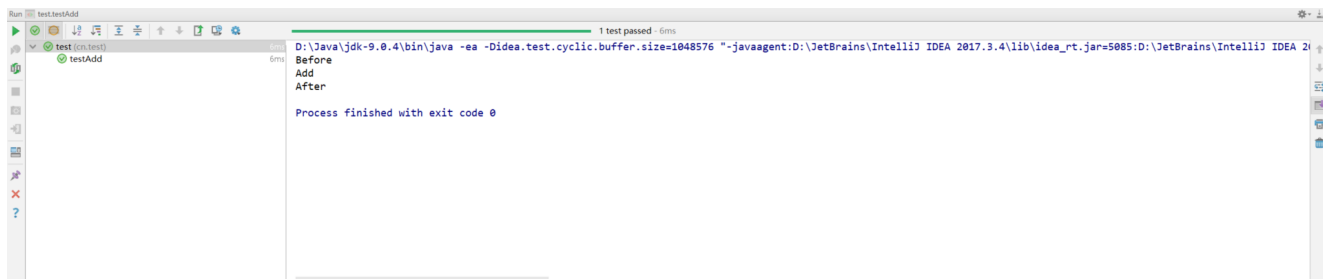 Run test.testAdd
1 test passed - 6ms
test (cn.test) 6ms
testAdd 6ms
D:\Java\jdk-9.0.4\bin\java -ea -Didea.test.cyclic.buffer.size=1048576 "-javaagent:D:\JetBrains\IntelliJ IDEA 2017.3.4\lib\idea_rt.jar=5085:D:\JetBrains\IntelliJ IDEA
Before
Add
After
Process finished with exit code 0